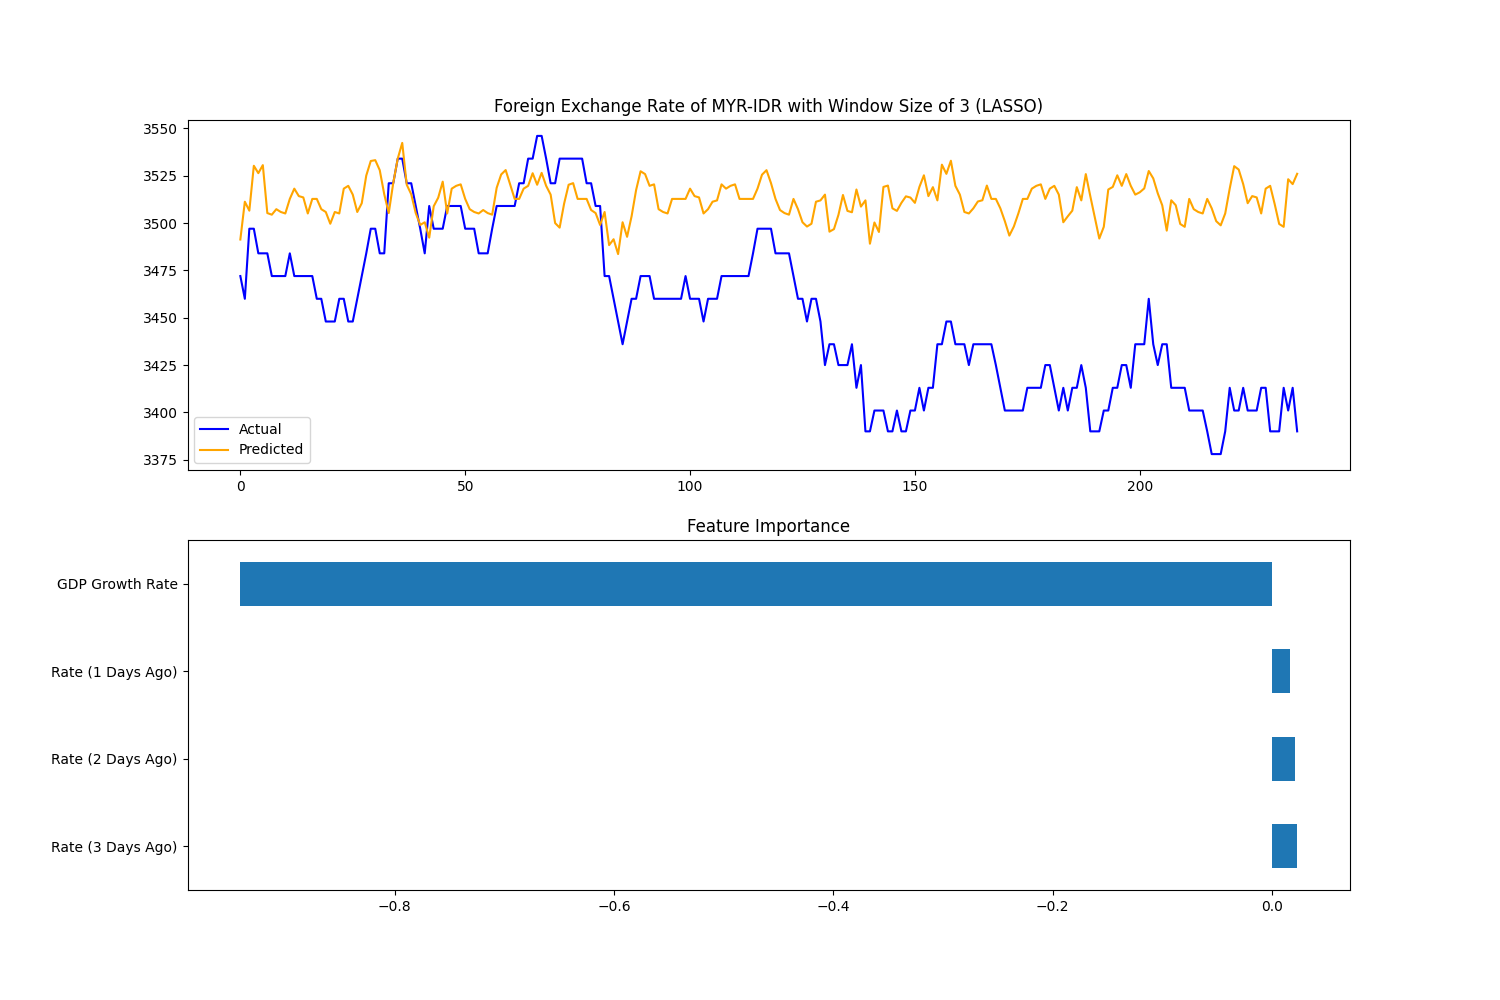 Foreign Exchange Rate of MYR-IDR with Window Size of 3 (LASSO)
3550
3525
3500
3475
3450
3425
3400
3375
Actual
Predicted
0 50 100 150 200
Feature Importance
GDP Growth Rate
Rate (1 Days Ago)
Rate (2 Days Ago)
Rate (3 Days Ago)
−0.8 −0.6 −0.4 −0.2 0.0